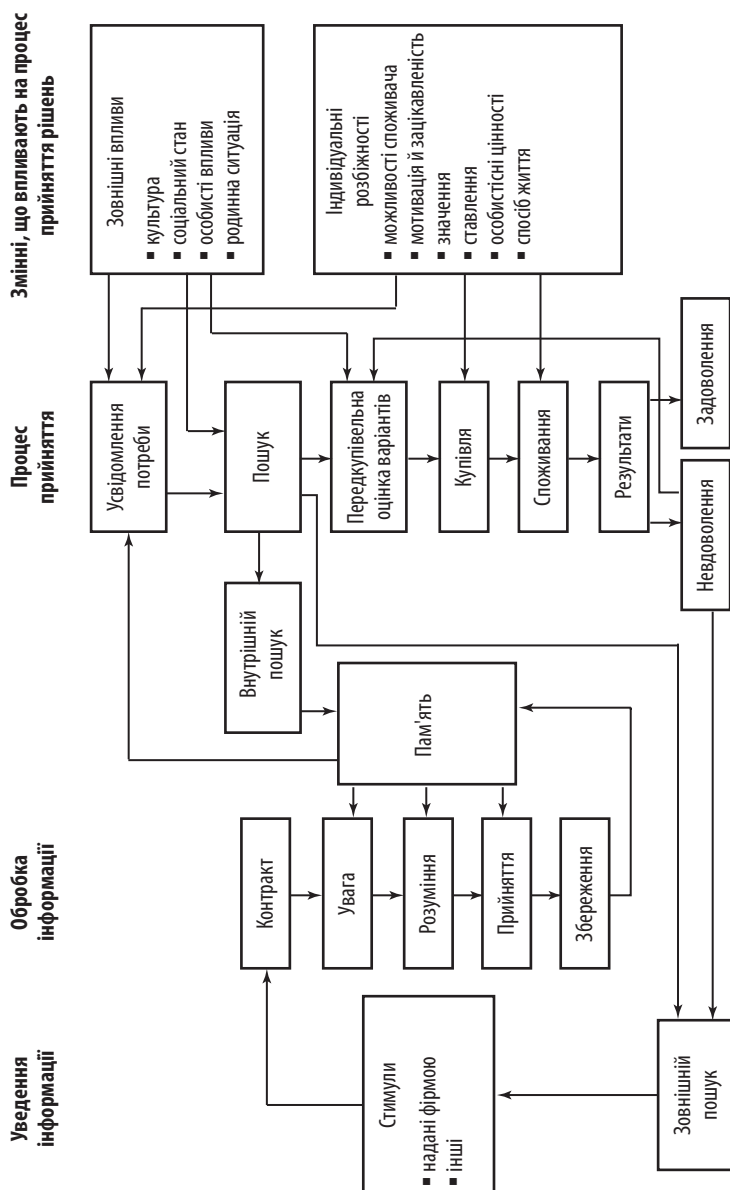 Уведення
інформації
Обробка
інформації
Процес
прийняття
Змінні, що впливають на процес
прийняття рішень
Стимули
▪ надані фірмою
▪ інші
Зовнішній
пошук
Контракт
Увага
Розуміння
Прийняття
Збереження
Пам'ять
Внутрішній
пошук
Усвідомлення
потреби
Пошук
Передкупівельна
оцінка варіантів
Купівля
Споживання
Результати
Невдоволення
Задоволення
Зовнішні впливи
▪ культура
▪ соціальний стан
▪ особисті впливи
▪ родинна ситуація
Індивідуальні
розбіжності
▪ можливості споживача
▪ мотивація й зацікавленість
▪ значення
▪ ставлення
▪ особистісні цінності
▪ спосіб життя